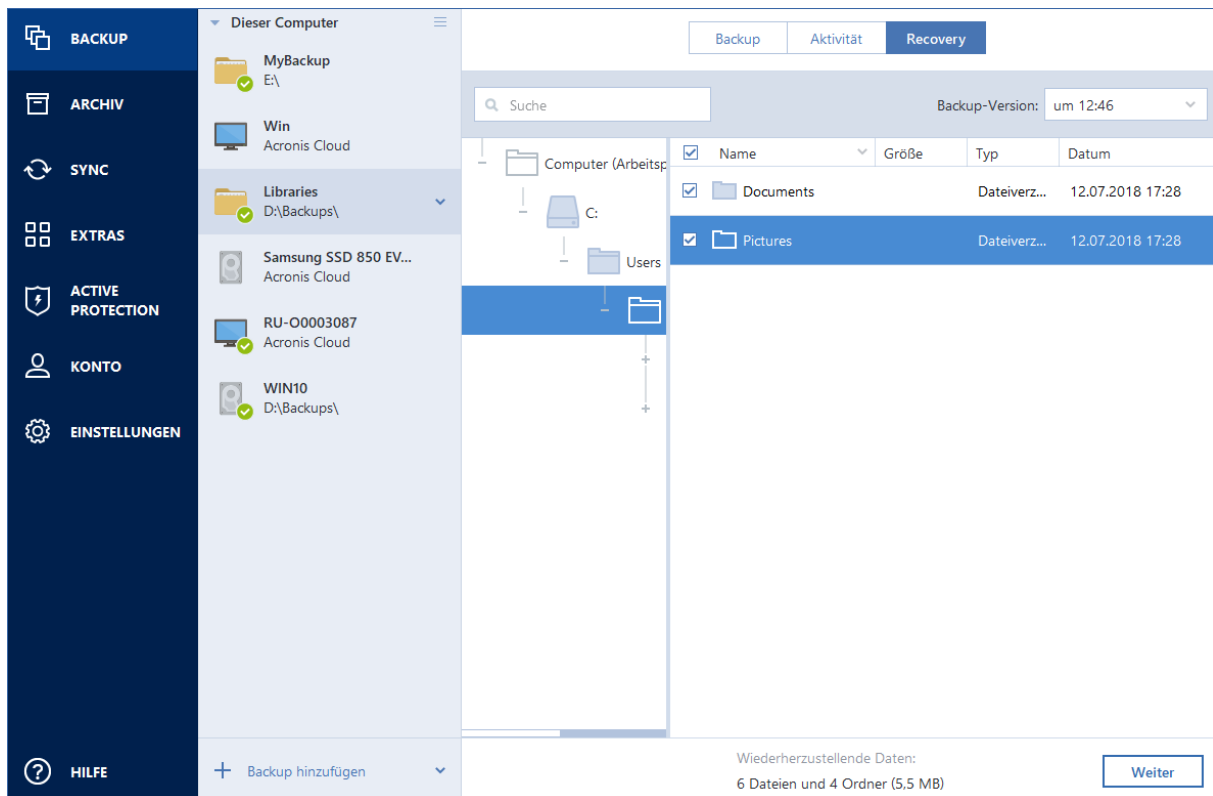 BACKUP
ARCHIV
SYNC
EXTRAS
ACTIVE
PROTECTION
KONTO
EINSTELLUNGEN
HILFE
Dieser Computer
MyBackup
E:\
Win
Acronis Cloud
Libraries
D:\Backups\
Samsung SSD 850 EV...
Acronis Cloud
RU-O0003087
Acronis Cloud
WIN10
D:\Backups\
Backup hinzufügen
Backup
Aktivität
Recovery
Suche
Backup-Version:
um 12:46
Computer (Arbeitsp
C:
Users
Name
Größe
Typ
Datum
Documents
Dateiverz...
12.07.2018 17:28
Pictures
Dateiverz...
12.07.2018 17:28
Wiederherzustellende Daten:
6 Dateien und 4 Ordner (5,5 MB)
Weiter